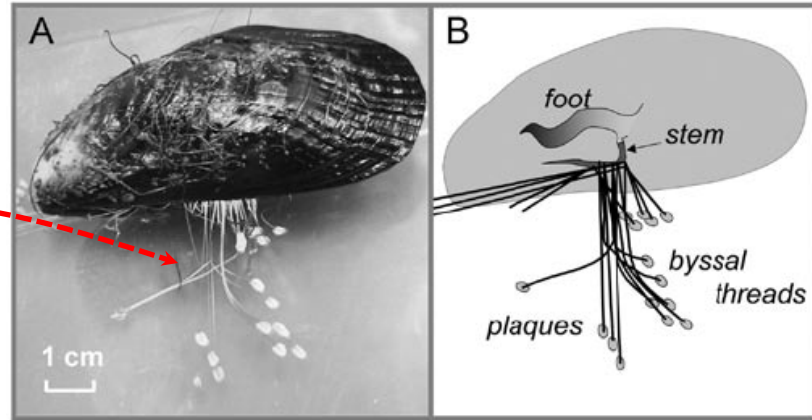 A
1 cm
B
foot
stem
byssal
threads
plaques